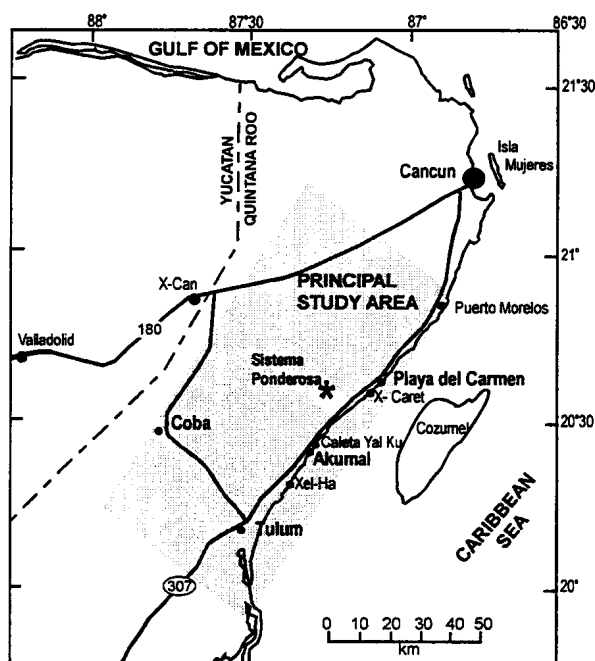 88°
87°30
87°
86°30
GULF OF MEXICO
21°30
Isla
Mujeres
Cancun
YUCATAN
QUINTANA ROO
21°
X-Can
PRINCIPAL
STUDY AREA
Puerto Morelos
180
Valladolid
Sistema
Ponderosa
*
Playa del Carmen
X- Caret
Coba
Cozumel
20°30
Caleta Yal Ku
Akumal
Xel-Ha
CARIBBEAN
SEA
Tulum
307
20°
0 10 20 30 40 50
km